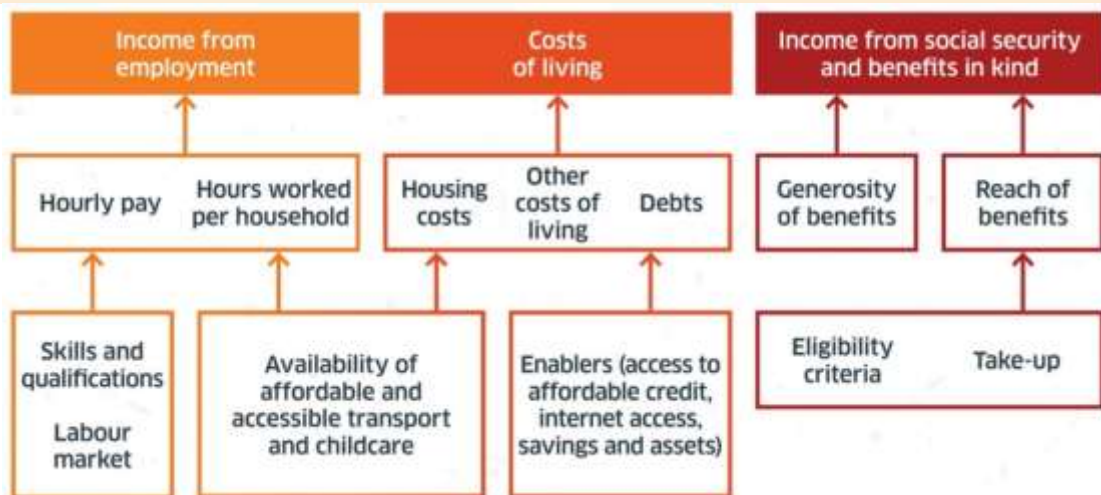 Income from
employment
Costs
of living
Income from social security
and benefits in kind
Hourly pay
Hours worked
per household
Housing
costs
Other
costs of
living
Debts
Generosity
of benefits
Reach of
benefits
Skills and
qualifications
Labour
market
Availability of
affordable and
accessible transport
and childcare
Enablers (access to
affordable credit,
internet access,
savings and assets)
Eligibility
criteria
Take-up